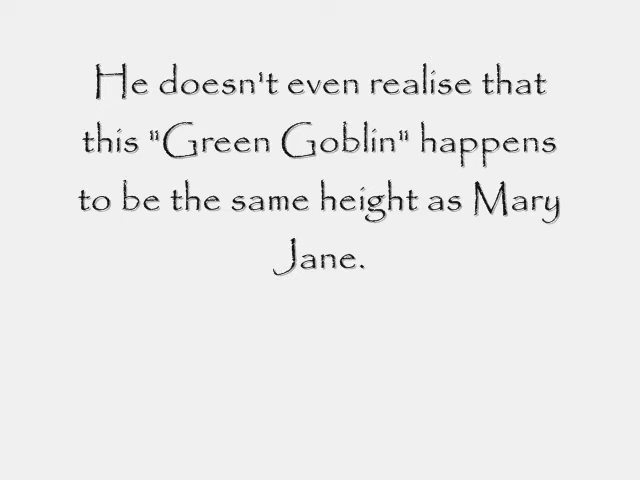 He doesn't even realise that
this "Green Goblin" happens
to be the same height as Mary
Jane.